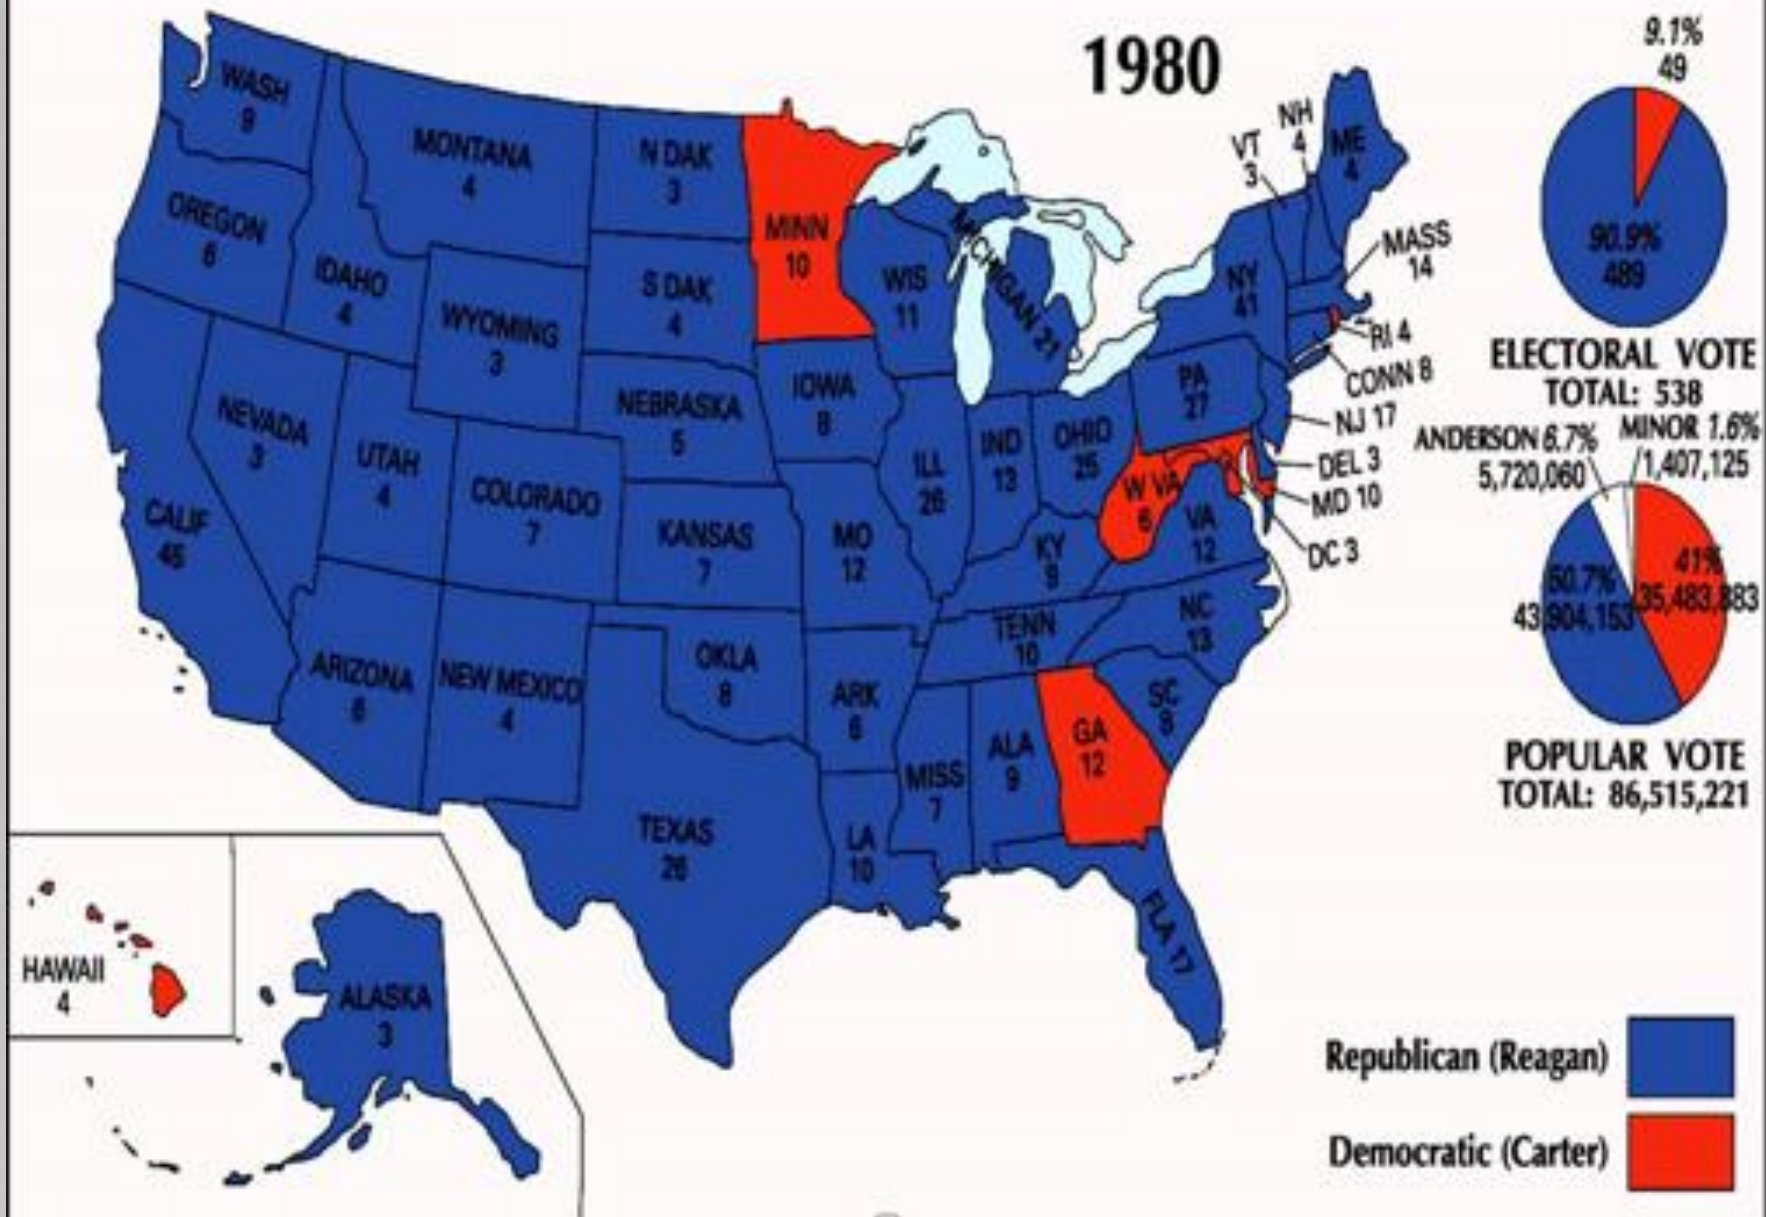 1980
9.1%
49
90.9%
489
ELECTORAL VOTE
TOTAL: 538
ANDERSON 6.7%
5,720,060
MINOR 1.6%
1,407,125
50.7%
43,904,153
41%
35,483,883
POPULAR VOTE
TOTAL: 86,515,221
WASH
9
OREGON
6
CALIF
45
NEVADA
3
IDAHO
4
MONTANA
4
WYOMING
3
UTAH
4
COLORADO
7
ARIZONA
6
NEW MEXICO
4
N DAK
3
S DAK
4
NEBRASKA
5
KANSAS
7
OKLA
8
TEXAS
26
MINN
10
IOWA
8
MO
12
ARK
6
LA
10
WIS
11
ILL
26
MICHIGAN 21
IND
13
OHIO
25
KY
9
TENN
10
MISS
7
ALA
9
GA
12
FLA 17
SC
8
NC
13
VA
12
W VA
6
PA
27
NY
41
VT
3
NH
4
ME
4
MASS
14
RI 4
CONN 8
NJ 17
DEL 3
MD 10
DC 3
HAWAII
4
ALASKA
3
Republican (Reagan)
Democratic (Carter)